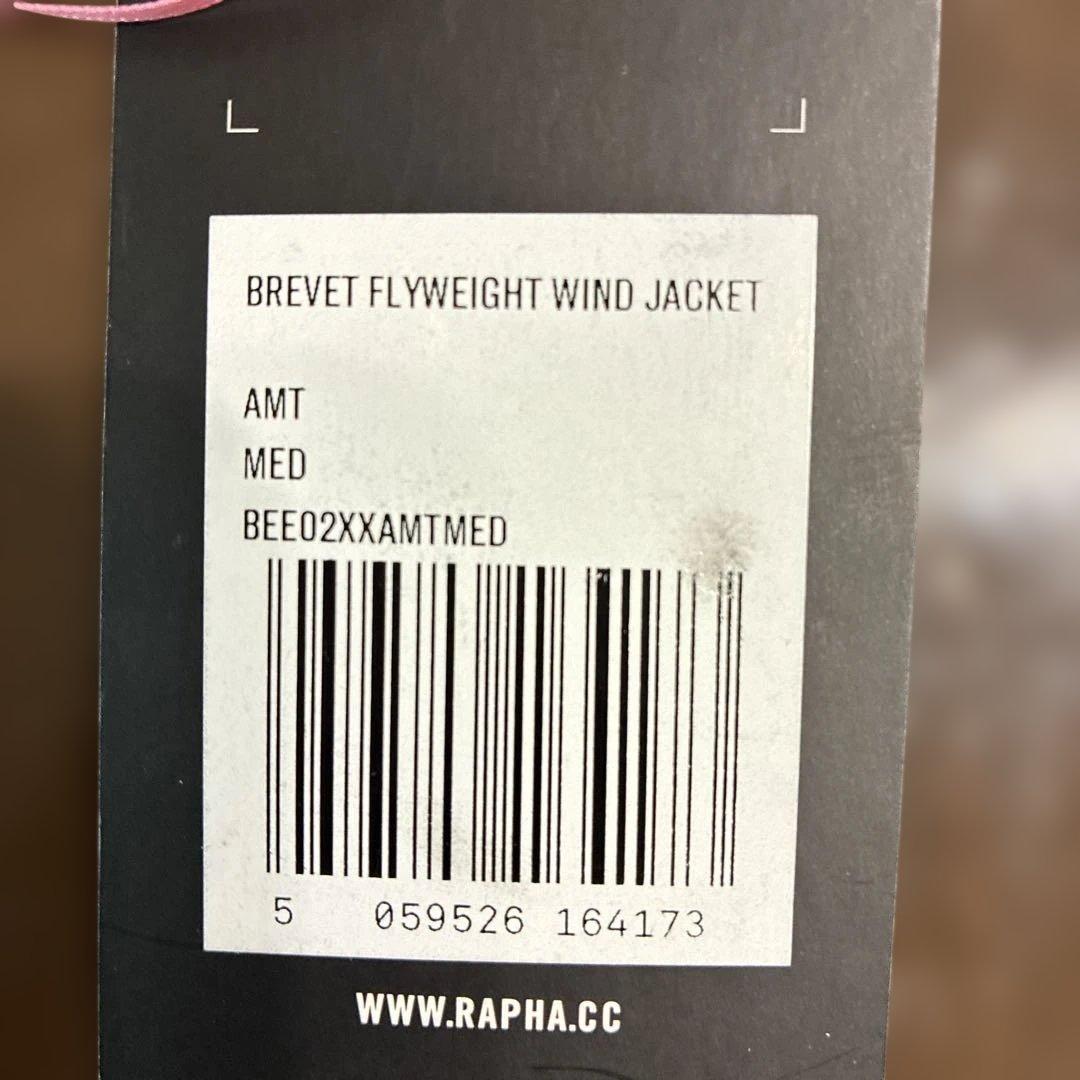 BREVET FLYWEIGHT WIND JACKET
AMT
MED
BEE02XXAMTMED
5 059526 164173
WWW.RAPHA.CC